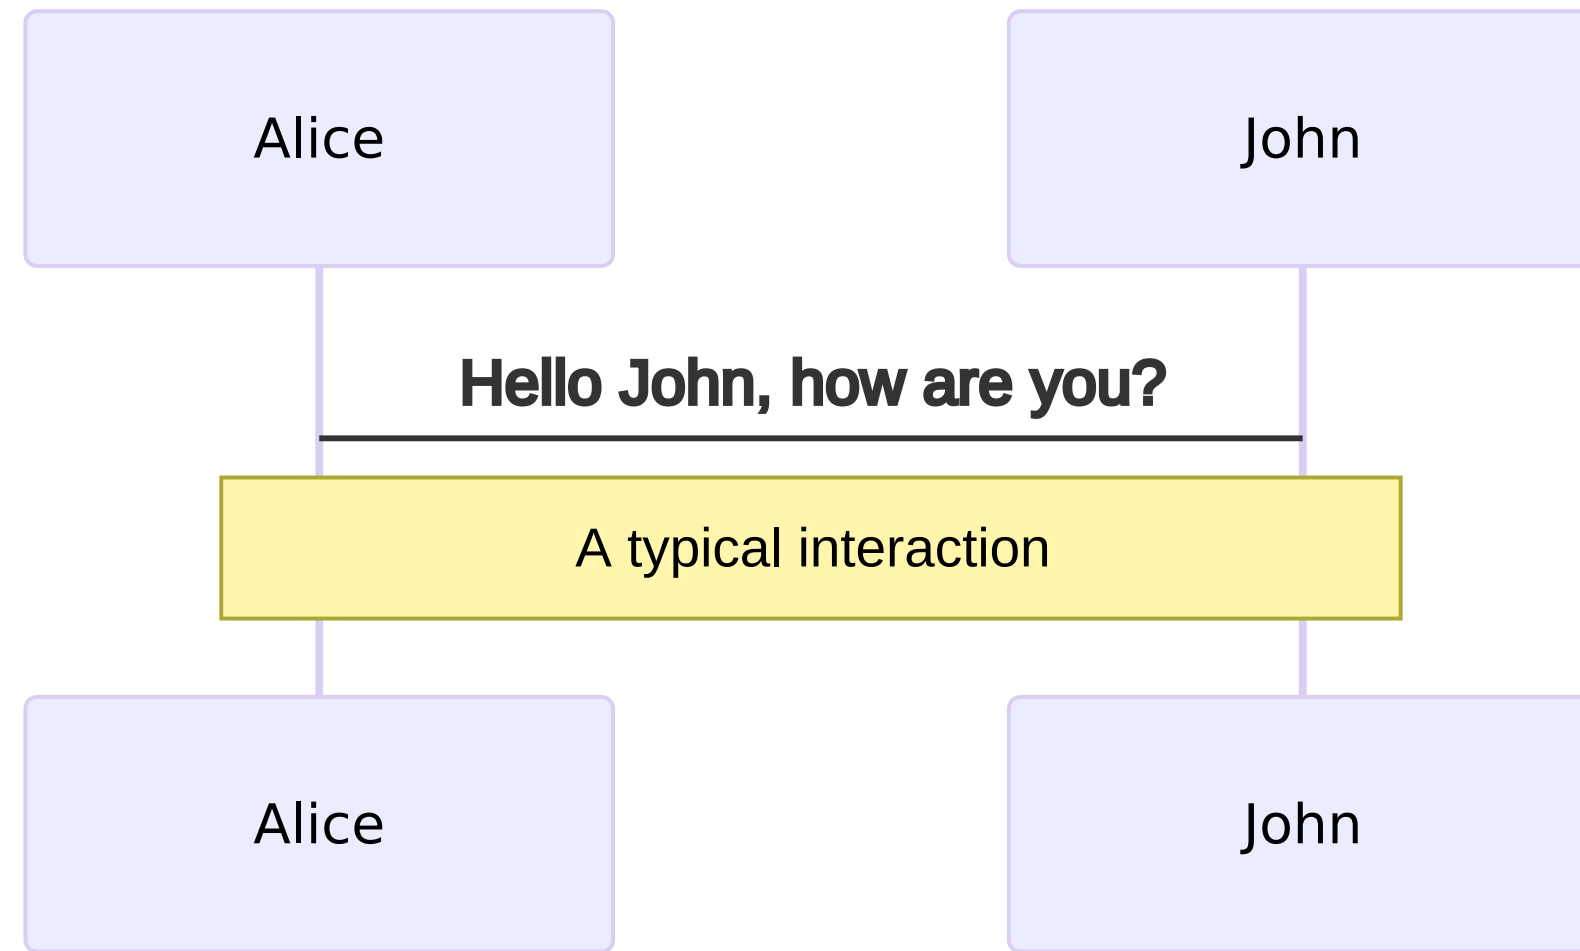 Alice
John
Hello John, how are you?
A typical interaction
Alice
John